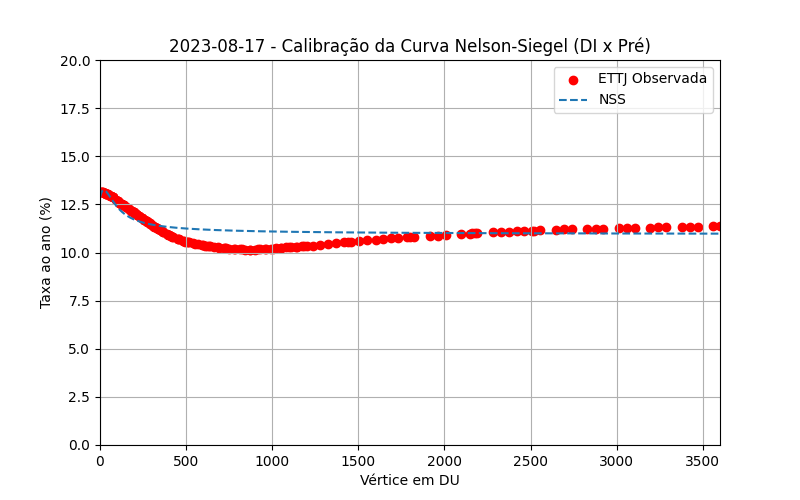 2023-08-17 - Calibração da Curva Nelson-Siegel (DI x Pré)
ETTJ Observada
NSS
Taxa ao ano (%)
20.0
17.5
15.0
12.5
10.0
7.5
5.0
2.5
0.0
0 500 1000 1500 2000 2500 3000 3500
Vértice em DU